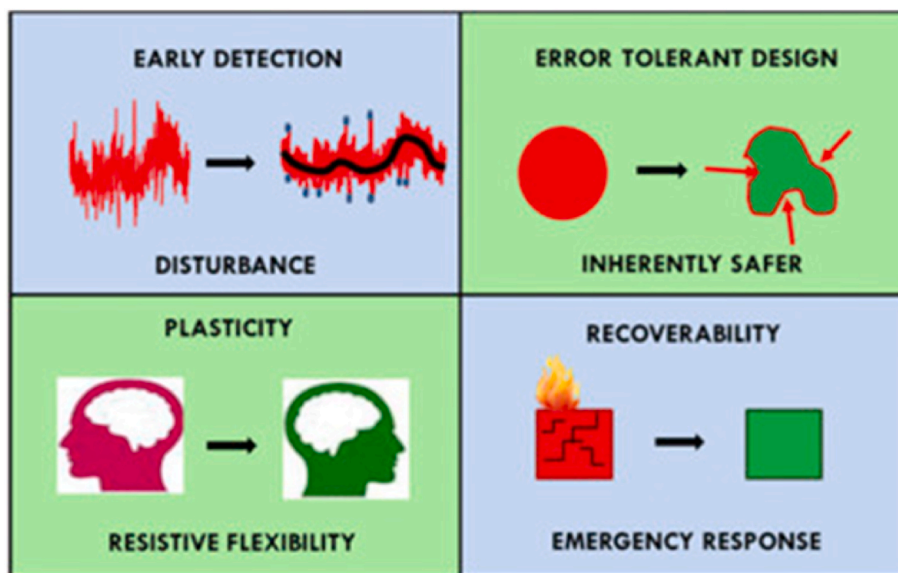 EARLY DETECTION
DISTURBANCE
ERROR TOLERANT DESIGN
INHERENTLY SAFER
PLASTICITY
RESISTIVE FLEXIBILITY
RECOVERABILITY
EMERGENCY RESPONSE